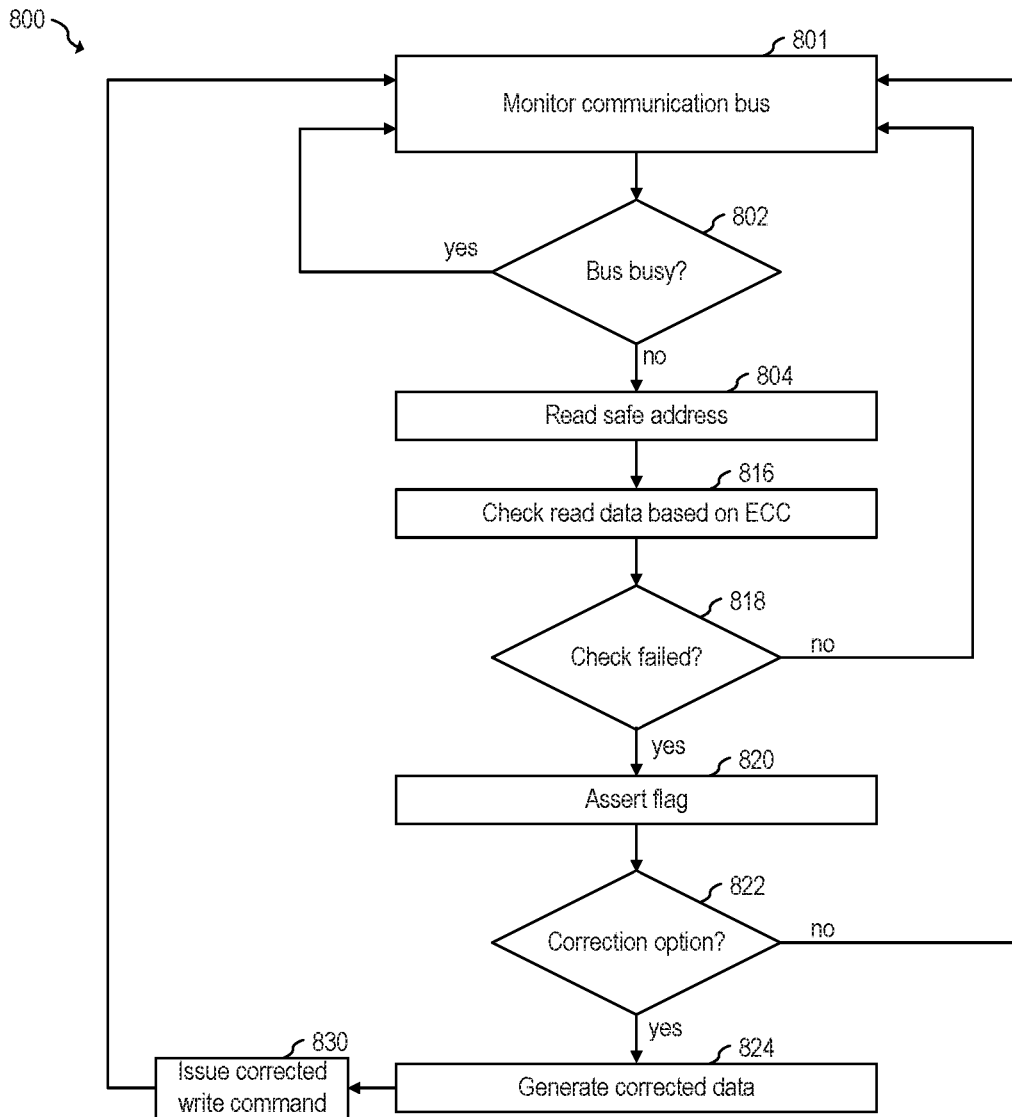 800
801
Monitor communication bus
802
yes
Bus busy?
no
804
Read safe address
816
Check read data based on ECC
818
Check failed?
no
yes
820
Assert flag
822
Correction option?
no
yes
830
824
Issue corrected
write command
Generate corrected data